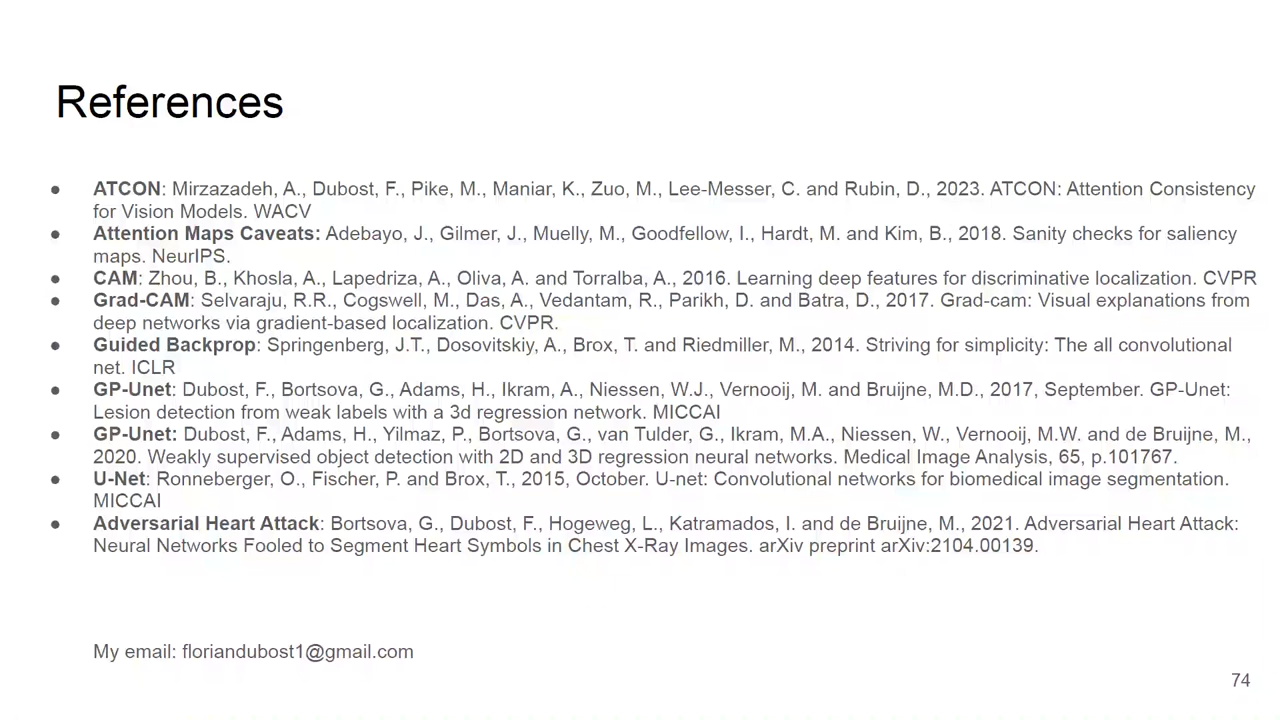 References
● ATCON: Mirzazadeh, A., Dubost, F., Pike, M., Maniar, K., Zuo, M., Lee-Messer, C. and Rubin, D., 2023. ATCON: Attention Consistency
for Vision Models. WACV
● Attention Maps Caveats: Adebayo, J., Gilmer, J., Muelly, M., Goodfellow, I., Hardt, M. and Kim, B., 2018. Sanity checks for saliency
maps. NeurIPS.
● CAM: Zhou, B., Khosla, A., Lapedriza, A., Oliva, A. and Torralba, A., 2016. Learning deep features for discriminative localization. CVPR
● Grad-CAM: Selvaraju, R.R., Cogswell, M., Das, A., Vedantam, R., Parikh, D. and Batra, D., 2017. Grad-cam: Visual explanations from
deep networks via gradient-based localization. CVPR.
● Guided Backprop: Springenberg, J.T., Dosovitskiy, A., Brox, T. and Riedmiller, M., 2014. Striving for simplicity: The all convolutional
net. ICLR
● GP-Unet: Dubost, F., Bortsova, G., Adams, H., Ikram, A., Niessen, W.J., Vernooij, M. and Bruijne, M.D., 2017, September. GP-Unet:
Lesion detection from weak labels with a 3d regression network. MICCAI
● GP-Unet: Dubost, F., Adams, H., Yilmaz, P., Bortsova, G., van Tulder, G., Ikram, M.A., Niessen, W., Vernooij, M.W. and de Bruijne, M.,
2020. Weakly supervised object detection with 2D and 3D regression neural networks. Medical Image Analysis, 65, p.101767.
● U-Net: Ronneberger, O., Fischer, P. and Brox, T., 2015, October. U-net: Convolutional networks for biomedical image segmentation.
MICCAI
● Adversarial Heart Attack: Bortsova, G., Dubost, F., Hogeweg, L., Katramados, I. and de Bruijne, M., 2021. Adversarial Heart Attack:
Neural Networks Fooled to Segment Heart Symbols in Chest X-Ray Images. arXiv preprint arXiv:2104.00139.
My email: floriandubost1@gmail.com
74